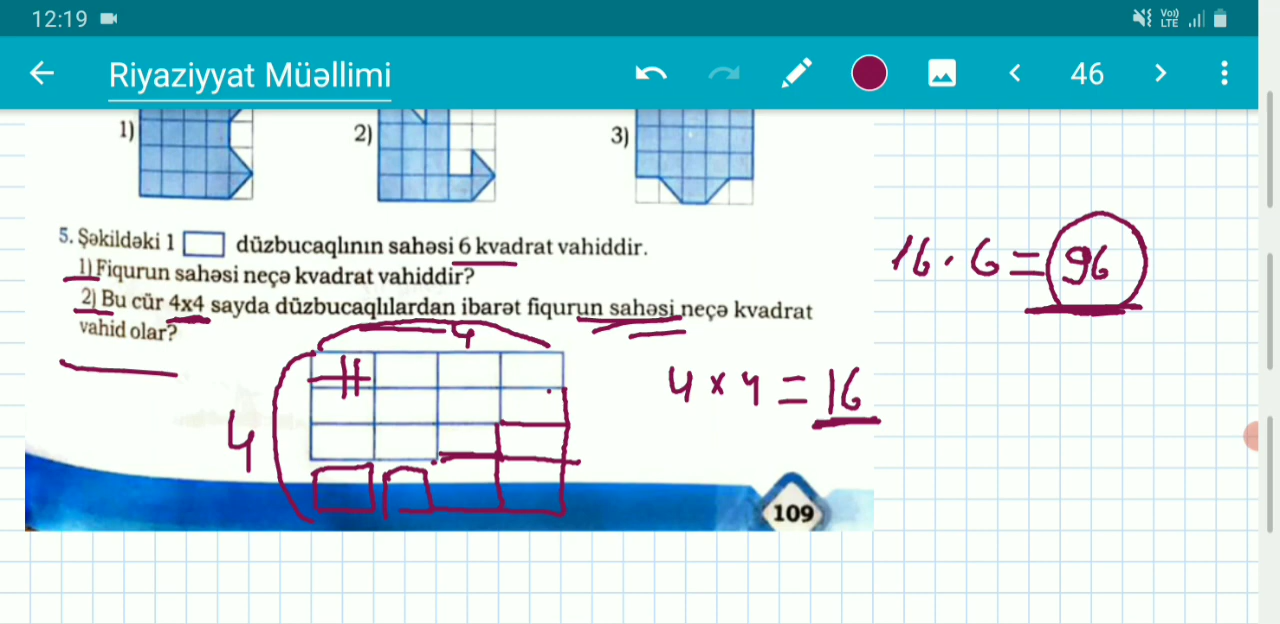 12:19
Vo)) LTE
Riyaziyyat Müəllimi
46
1)
2)
3)
5. Şəkildəki 1 düzbucaqlının sahəsi 6 kvadrat vahiddir.
1) Fiqurun sahəsi neçə kvadrat vahiddir?
2) Bu cür 4x4 sayda düzbucaqlılardan ibarət fiqurun sahəsi neçə kvadrat
vahid olar?
16 · 6 = 96
4
4 x 4 = 16
4
109